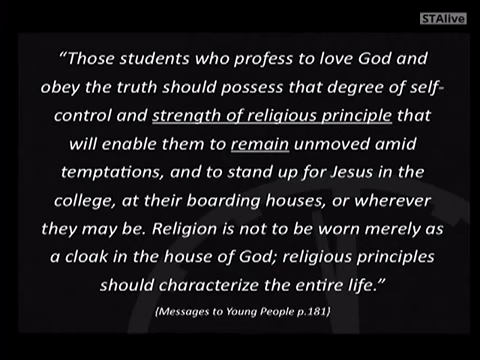 STAlive
“Those students who profess to love God and
obey the truth should possess that degree of self-
control and strength of religious principle that
will enable them to remain unmoved amid
temptations, and to stand up for Jesus in the
college, at their boarding houses, or wherever
they may be. Religion is not to be worn merely as
a cloak in the house of God; religious principles
should characterize the entire life.”
(Messages to Young People p.181)